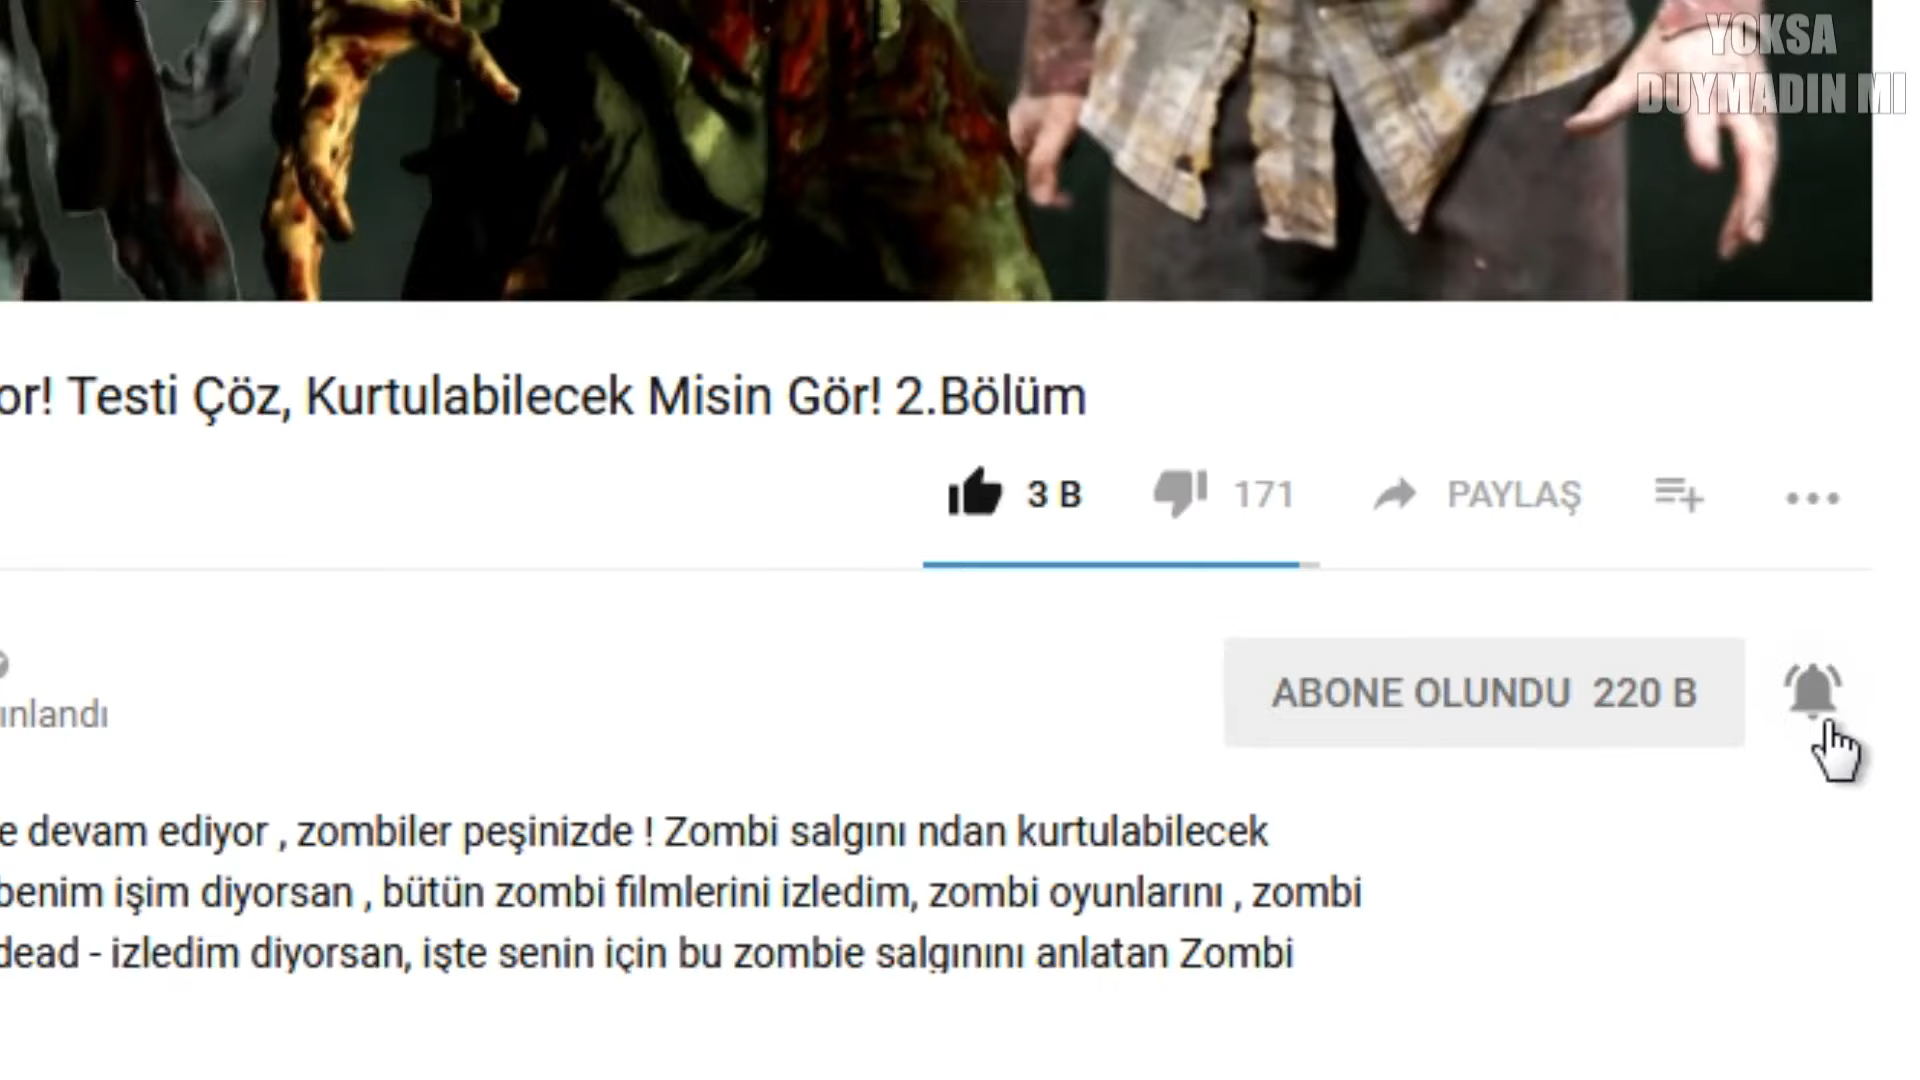 YOKSA
DUYMADIN MI
or! Testi Çöz, Kurtulabilecek Misin Gör! 2.Bölüm
3 B 171 PAYLAŞ
ABONE OLUNDU 220 B
ınlandı
e devam ediyor , zombiler peşinizde ! Zombi salgını ndan kurtulabilecek
benim işim diyorsan , bütün zombi filmlerini izledim, zombi oyunlarını , zombi
dead - izledim diyorsan, işte senin için bu zombie salgınını anlatan Zombi